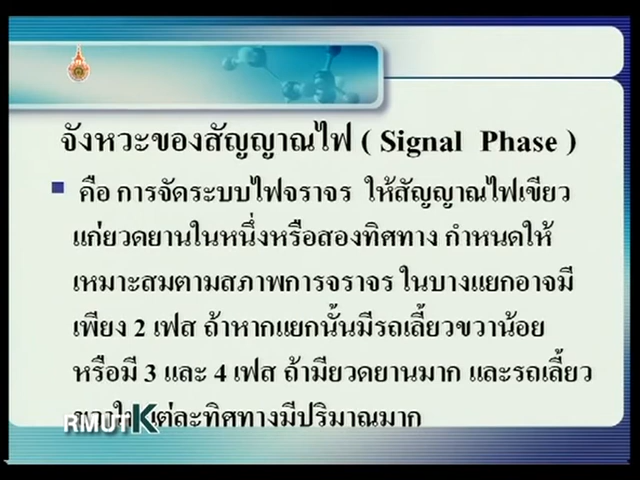 จังหวะของสัญญาณไฟ ( Signal Phase )
คือ การจัดระบบไฟจราจร ให้สัญญาณไฟเขียว
แก่ยวดยานในหนึ่งหรือสองทิศทาง กำหนดให้
เหมาะสมตามสภาพการจราจร ในบางแยกอาจมี
เพียง 2 เฟส ถ้าหากแยกนั้นมีรถเลี้ยวขวาน้อย
หรือมี 3 และ 4 เฟส ถ้ามียวดยานมาก และรถเลี้ยว
แต่ละทิศทางมีปริมาณมาก
RMUTK